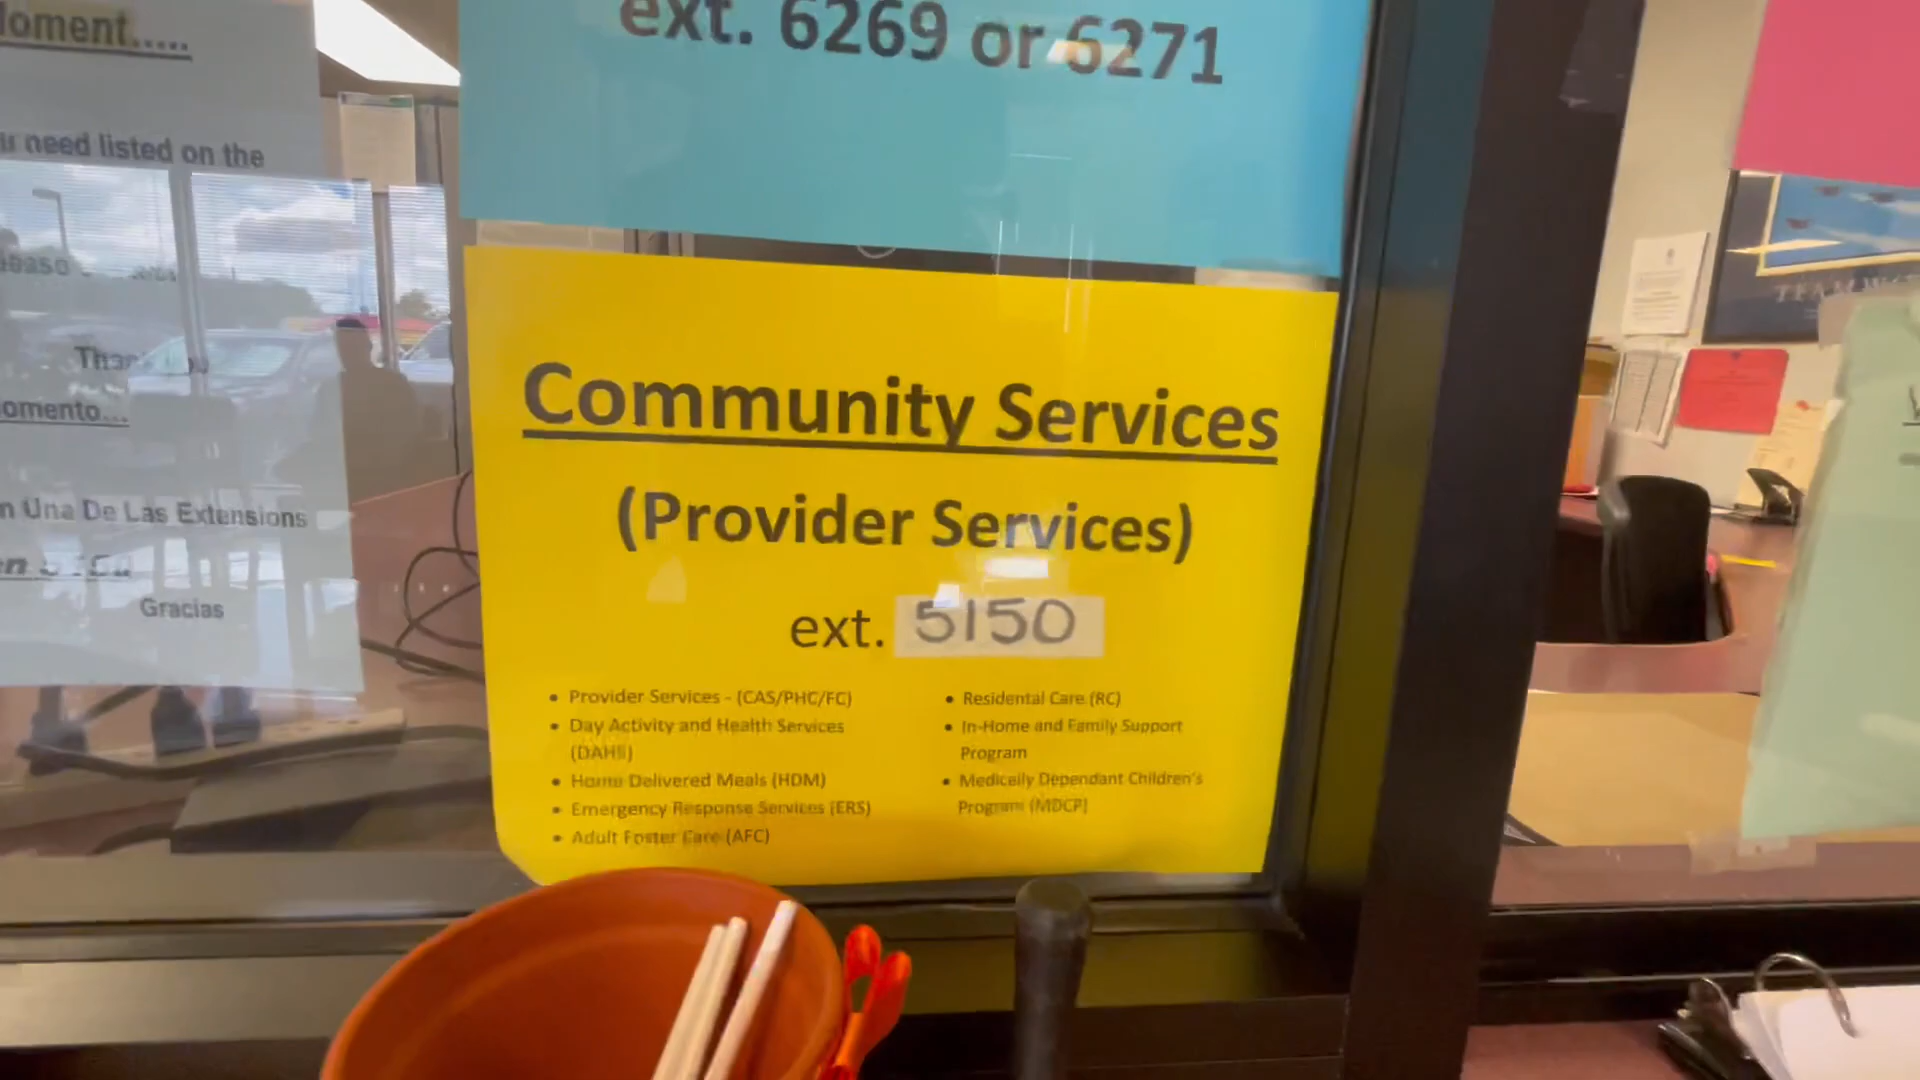 ext. 6269 or 6271
need listed on the
omento...
Una De Las Extensions
Gracias
Community Services
(Provider Services)
ext. 5150
• Provider Services - (CAS/PHC/FC)
• Day Activity and Health Services
(DAHS)
• Home Delivered Meals (HDM)
• Emergency Response Services (ERS)
• Adult Foster Care (AFC)
• Residental Care (RC)
• In-Home and Family Support
Program
• Medically Dependant Children's
Program (MDCP)